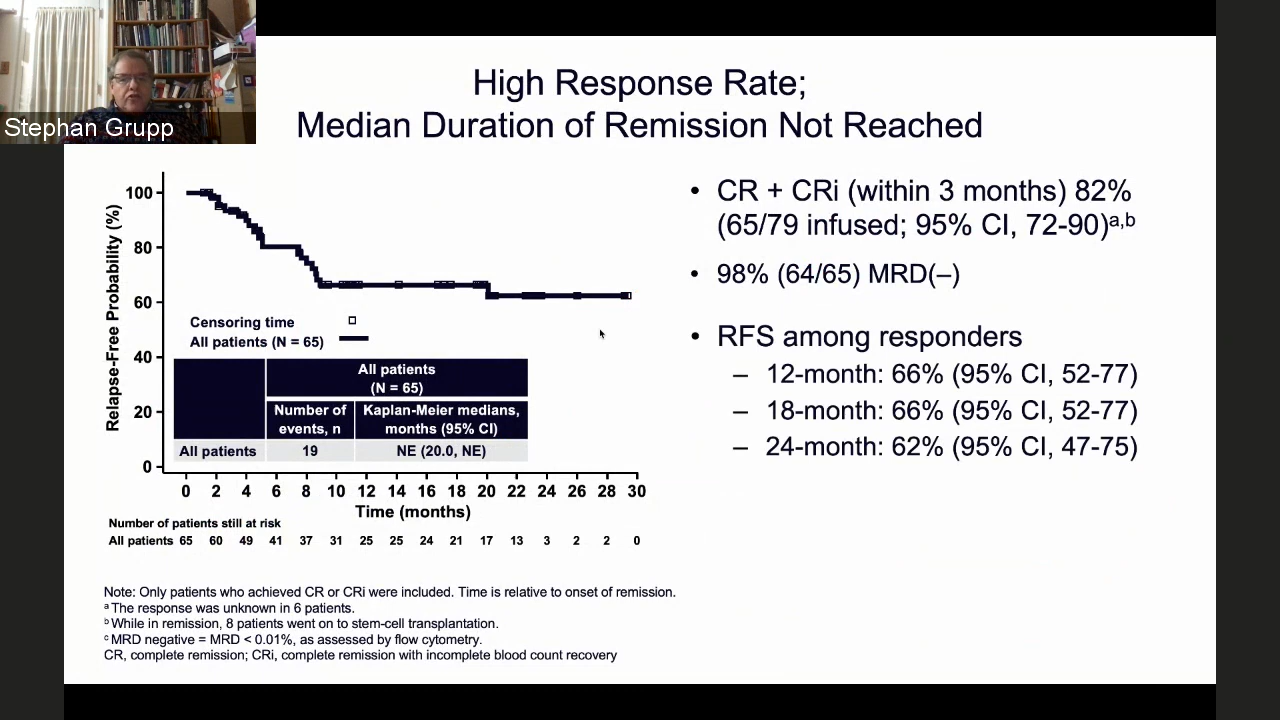 Stephan Grupp
High Response Rate;
Median Duration of Remission Not Reached
Relapse-Free Probability (%)
100
80
60
40
20
0
Censoring time
All patients (N = 65)
All patients
(N = 65)
Number of events, n
Kaplan-Meier medians, months (95% CI)
All patients 19 NE (20.0, NE)
0 2 4 6 8 10 12 14 16 18 20 22 24 26 28 30
Time (months)
Number of patients still at risk
All patients 65 60 49 41 37 31 25 25 24 21 17 13 3 2 2 0
• CR + CRi (within 3 months) 82%
(65/79 infused; 95% CI, 72-90)a,b
• 98% (64/65) MRD(–)
• RFS among responders
– 12-month: 66% (95% CI, 52-77)
– 18-month: 66% (95% CI, 52-77)
– 24-month: 62% (95% CI, 47-75)
Note: Only patients who achieved CR or CRi were included. Time is relative to onset of remission.
a The response was unknown in 6 patients.
b While in remission, 8 patients went on to stem-cell transplantation.
c MRD negative = MRD < 0.01%, as assessed by flow cytometry.
CR, complete remission; CRi, complete remission with incomplete blood count recovery